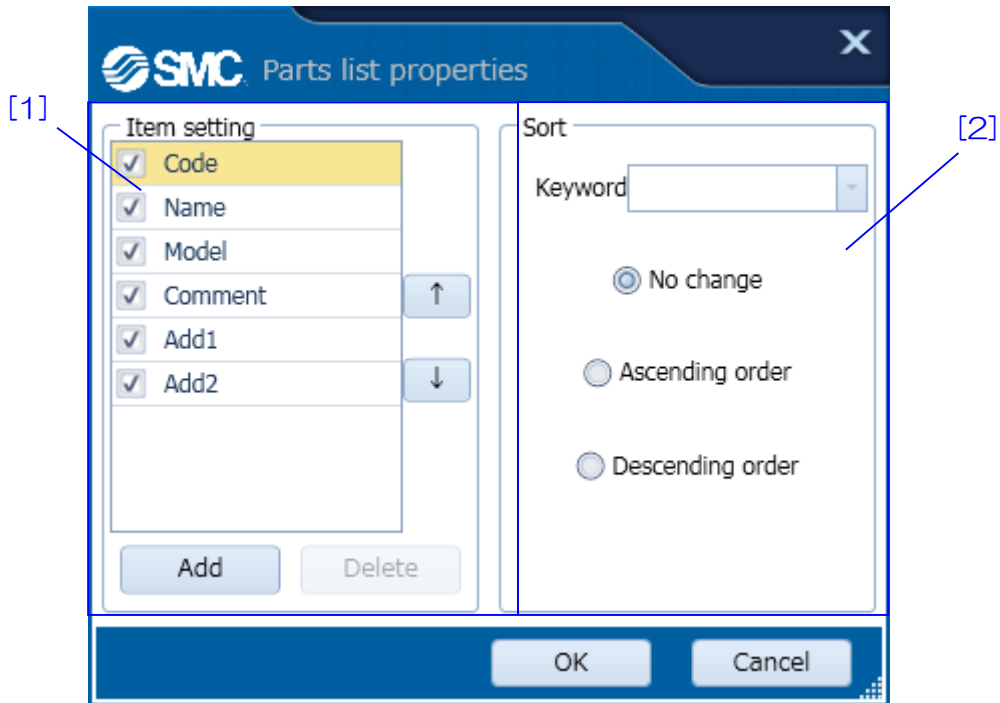 SMC Parts list properties
[1]
[2]
Item setting
Code
Name
Model
Comment
Add1
Add2
↑
↓
Add Delete
Sort
Keyword
No change
Ascending order
Descending order
OK Cancel